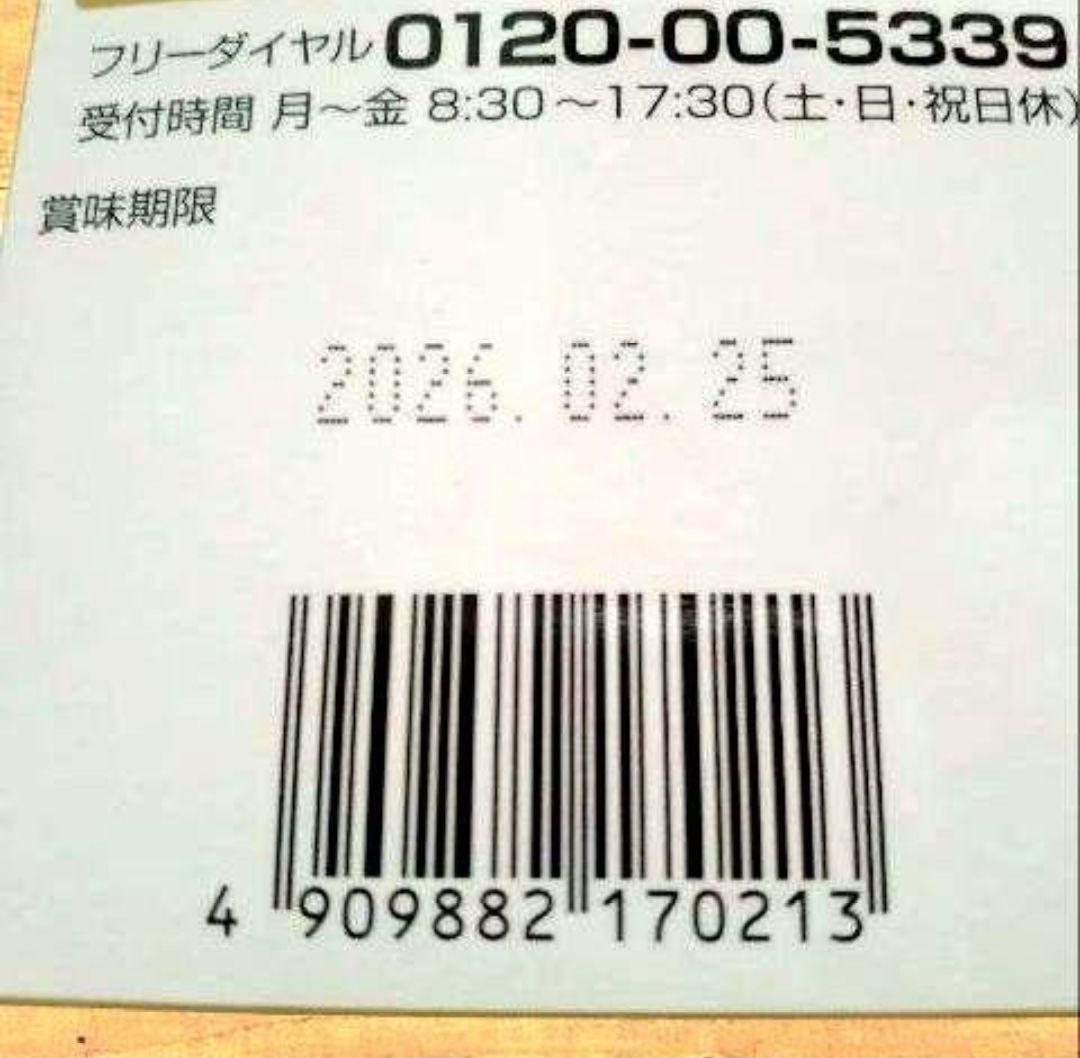 フリーダイヤル 0120-00-5339
受付時間 月～金 8:30～17:30(土・日・祝日休)
賞味期限
2026.02.25
4 909882 170213